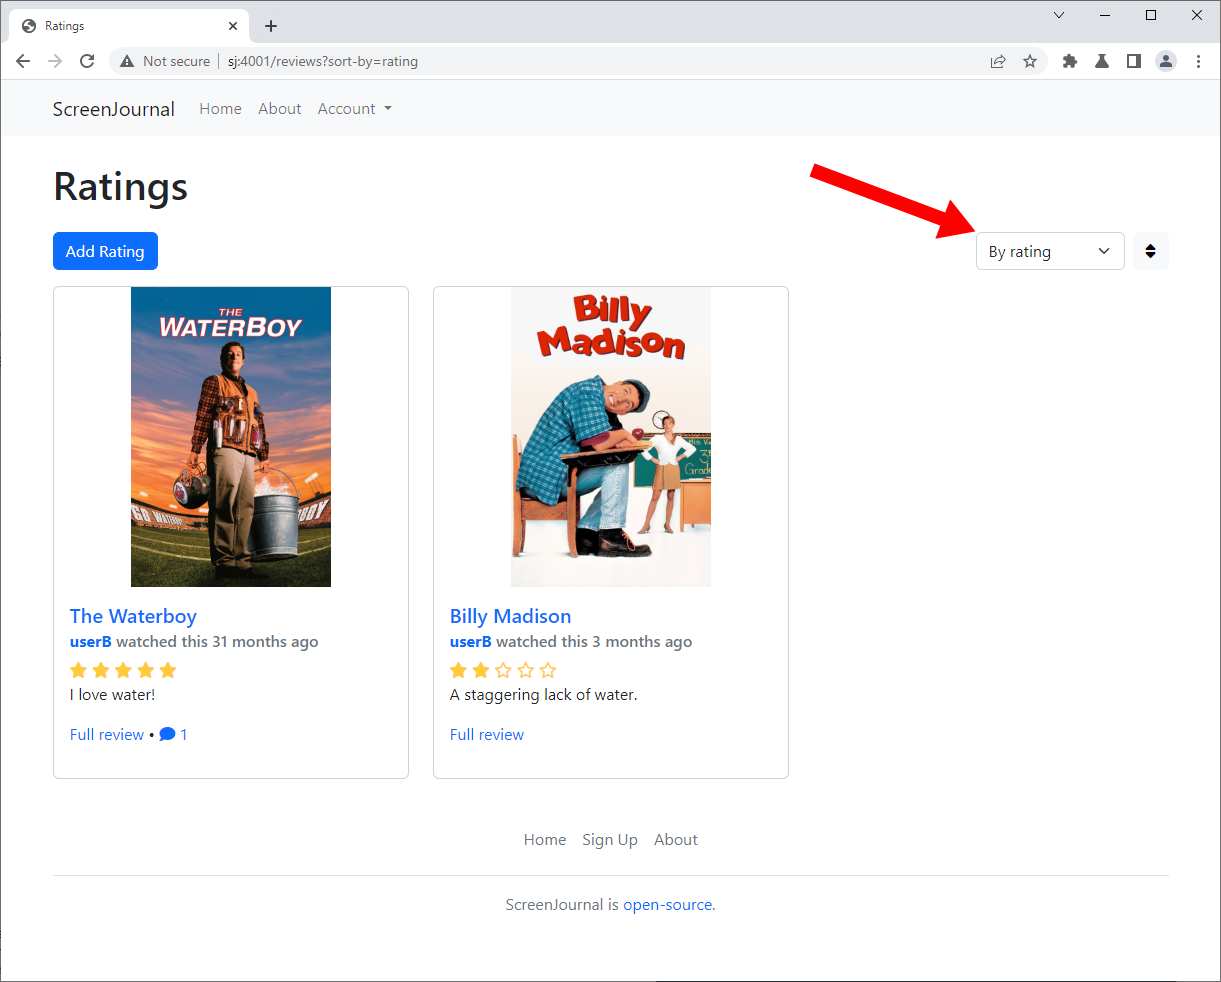 Ratings
Not secure
sj:4001/reviews?sort-by=rating
ScreenJournal Home About Account
Ratings
Add Rating
By rating
THE
WATERBOY
The Waterboy
userB watched this 31 months ago
I love water!
Full review • 1
Billy
Madison
Billy Madison
userB watched this 3 months ago
A staggering lack of water.
Full review
Home Sign Up About
ScreenJournal is open-source.